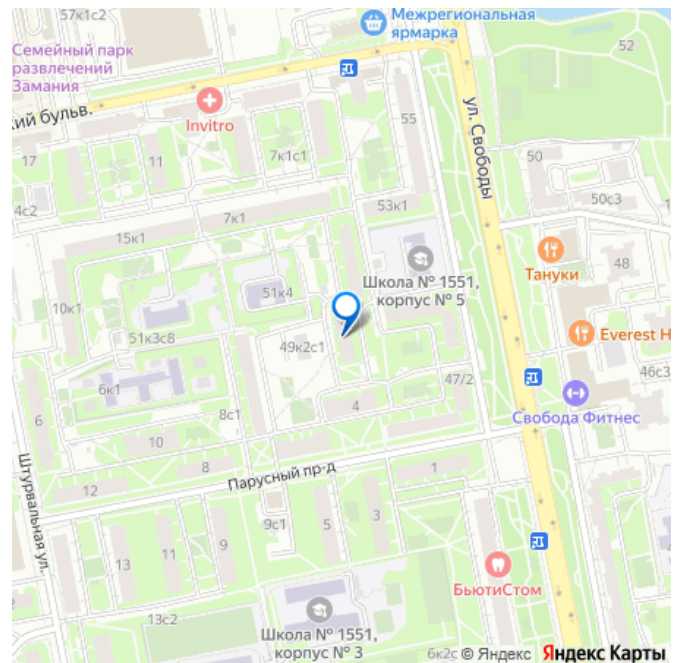 57к1с2
Межрегиональная
ярмарка
Семейный парк
развлечений
Замания
52
кий бульв.
Invitro
55
ул. Свободы
17
11
7к1с1
50
4с2
50с3
53к1
7к1
15к1
Школа № 1551,
корпус № 5
Тануки
48
51к4
10к1
51к3с8
49к2с1
Everest H
6к1
47/2
46с3
6
8с1
4
Свобода Фитнес
10
8
Парусный пр-д
1
12
Штурвальная ул.
9с1
5
3
9
11
13
БьютиСтом
13с2
Школа № 1551,
корпус № 3
6к2с
© Яндекс Яндекс Карты